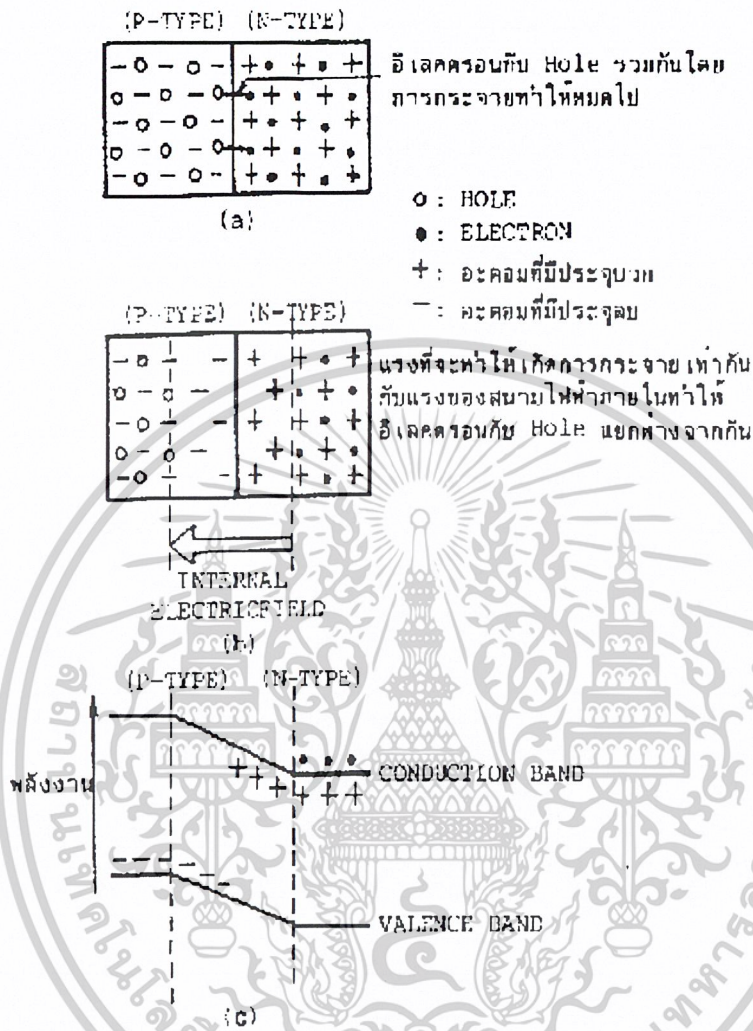 (P-TYPE) (N-TYPE)
อิเลคตรอนกับ Hole รวมกันโดย
การกระจายทำให้หมดไป
(a)
o : HOLE
● : ELECTRON
+ : อะตอมที่มีประจุบวก
- : อะตอมที่มีประจุลบ
(P-TYPE) (N-TYPE)
แรงที่จะทำให้เกิดการกระจายเท่ากัน
กับแรงของสนามไฟฟ้าภายในทำให้
อิเลคตรอนกับ Hole แยกห่างจากกัน
INTERNAL
ELECTRICFIELD
(b)
(P-TYPE) (N-TYPE)
พลังงาน
CONDUCTION BAND
VALENCE BAND
(c)